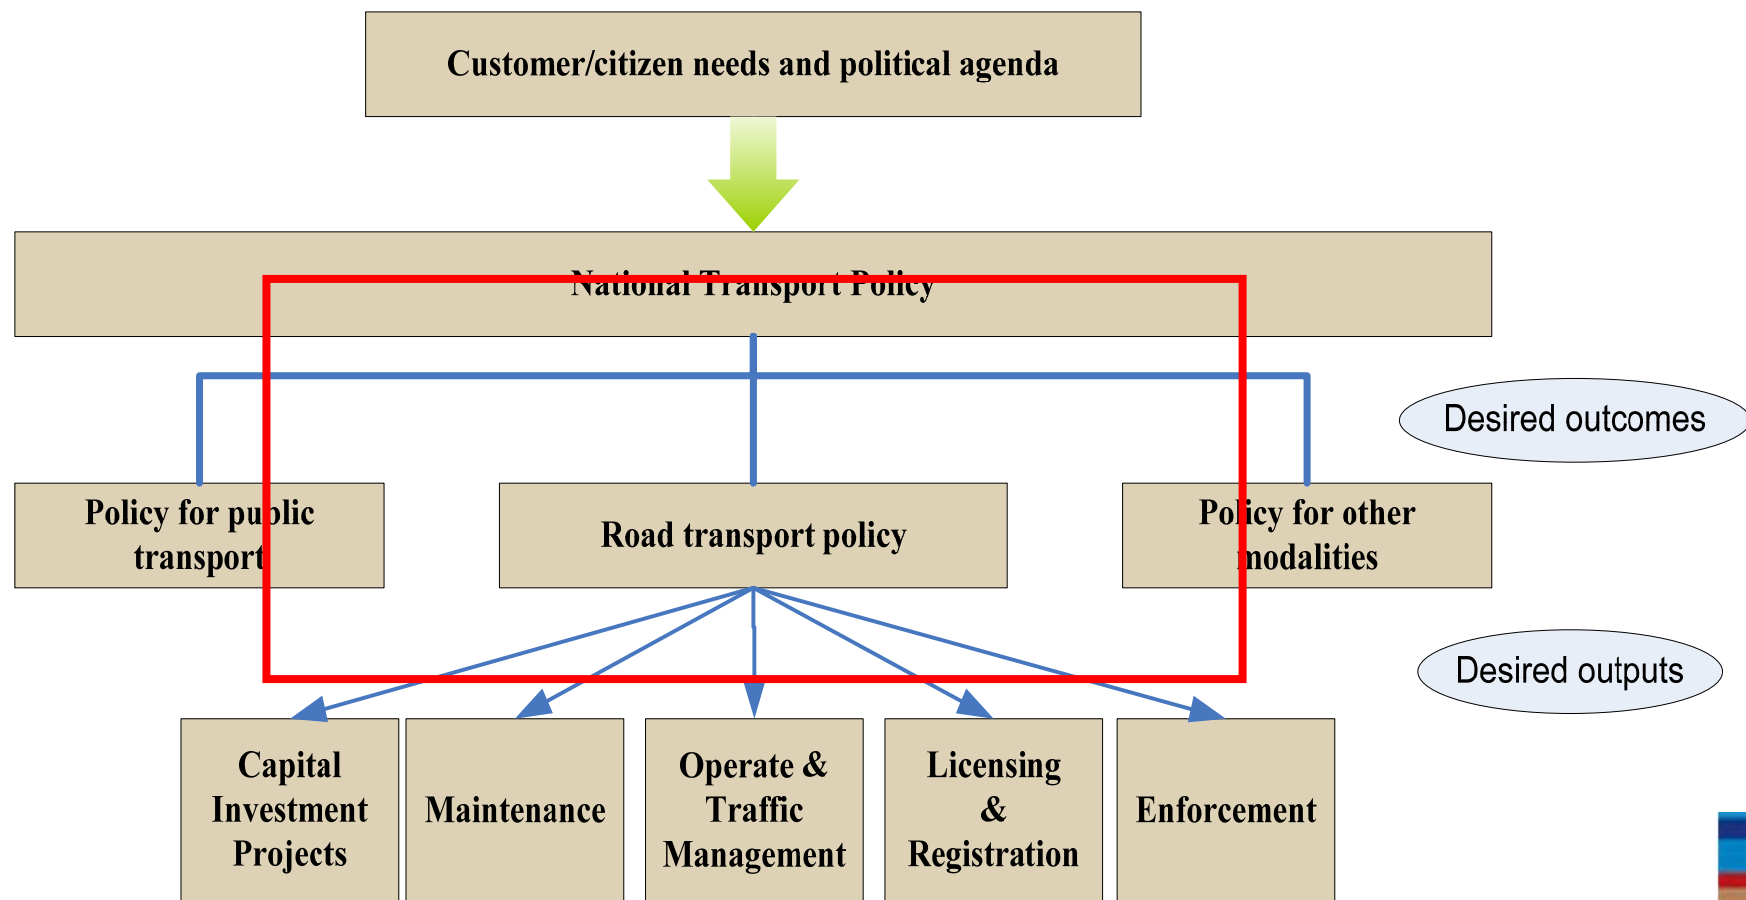 Customer/citizen needs and political agenda
National Transport Policy
Desired outcomes
Policy for public
transport
Road transport policy
Policy for other
modalities
Desired outputs
Capital
Investment
Projects
Maintenance
Operate &
Traffic
Management
Licensing
&
Registration
Enforcement